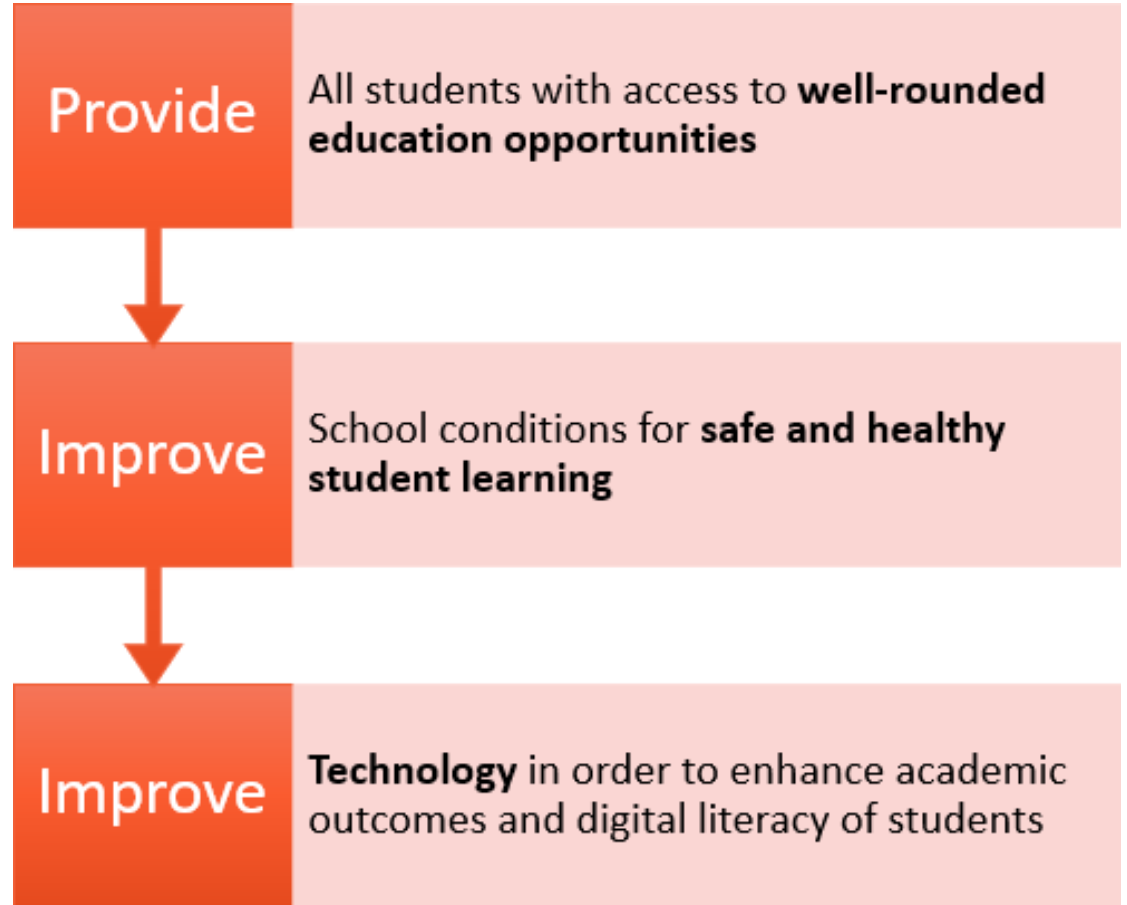 Provide
All students with access to well-rounded
education opportunities
Improve
School conditions for safe and healthy
student learning
Improve
Technology in order to enhance academic
outcomes and digital literacy of students